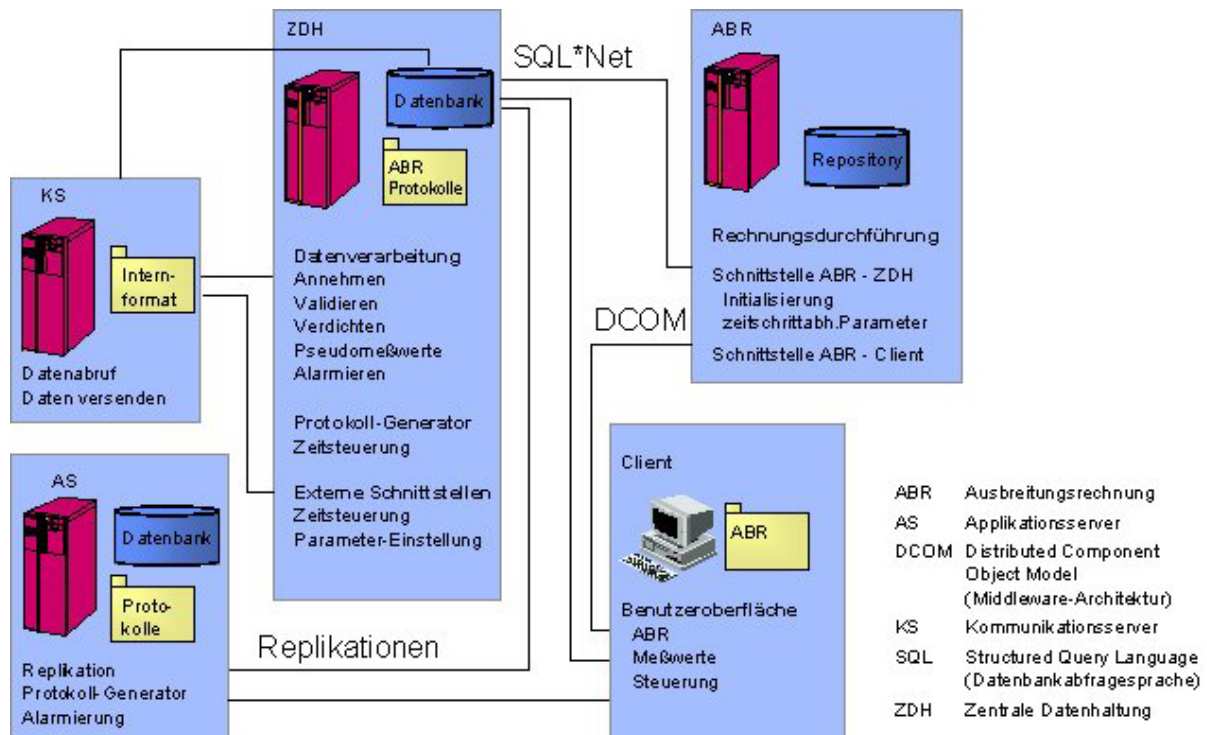 ZDH
Datenbank
ABR
Protokolle
Datenverarbeitung
Annehmen
Validieren
Verdichten
Pseudomeßwerte
Alarmieren
Protokoll-Generator
Zeitsteuerung
Externe Schnittstellen
Zeitsteuerung
Parameter-Einstellung
SQL*Net
ABR
Repository
Rechnungsdurchführung
Schnittstelle ABR - ZDH
Initialisierung
zeitschrittabh.Parameter
Schnittstelle ABR - Client
DCOM
KS
Intern-
format
Datenabruf
Daten versenden
AS
Datenbank
Proto-
kolle
Replikation
Protokoll-Generator
Alarmierung
Replikationen
Client
ABR
Benutzeroberfläche
ABR
Meßwerte
Steuerung
ABR Ausbreitungsrechnung
AS Applikationsserver
DCOM Distributed Component
Object Model
(Middleware-Architektur)
KS Kommunikationsserver
SQL Structured Query Language
(Datenbankabfragesprache)
ZDH Zentrale Datenhaltung